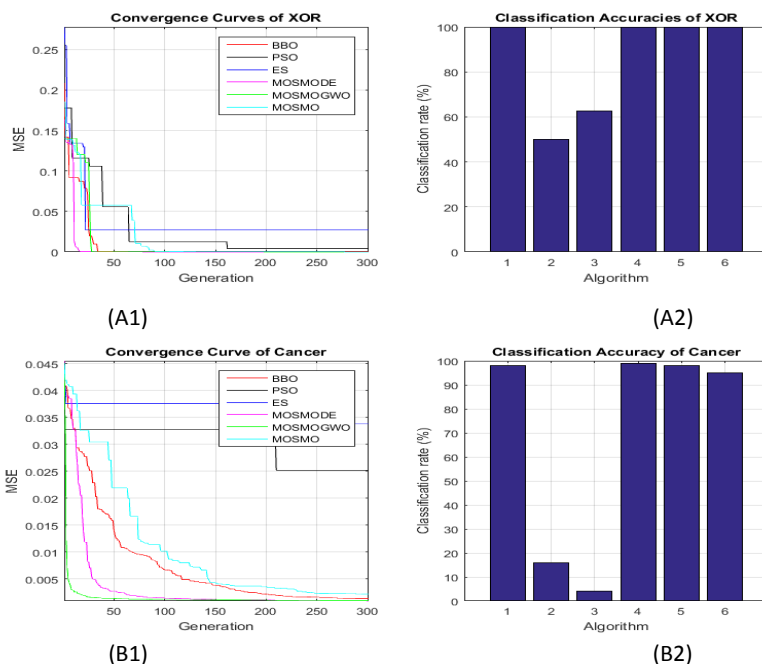 Convergence Curves of XOR
0.25
0.2
0.15
0.1
0.05
0
MSE
BBO
PSO
ES
MOSMODE
MOSMOGWO
MOSMO
50 100 150 200 250 300
Generation
(A1)
Classification Accuracies of XOR
100
80
60
40
20
0
Classification rate (%)
1 2 3 4 5 6
Algorithm
(A2)
Convergence Curve of Cancer
0.045
0.04
0.035
0.03
0.025
0.02
0.015
0.01
0.005
MSE
BBO
PSO
ES
MOSMODE
MOSMOGWO
MOSMO
50 100 150 200 250 300
Generation
(B1)
Classification Accuracy of Cancer
100
90
80
70
60
50
40
30
20
10
0
Classification rate (%)
1 2 3 4 5 6
Algorithm
(B2)